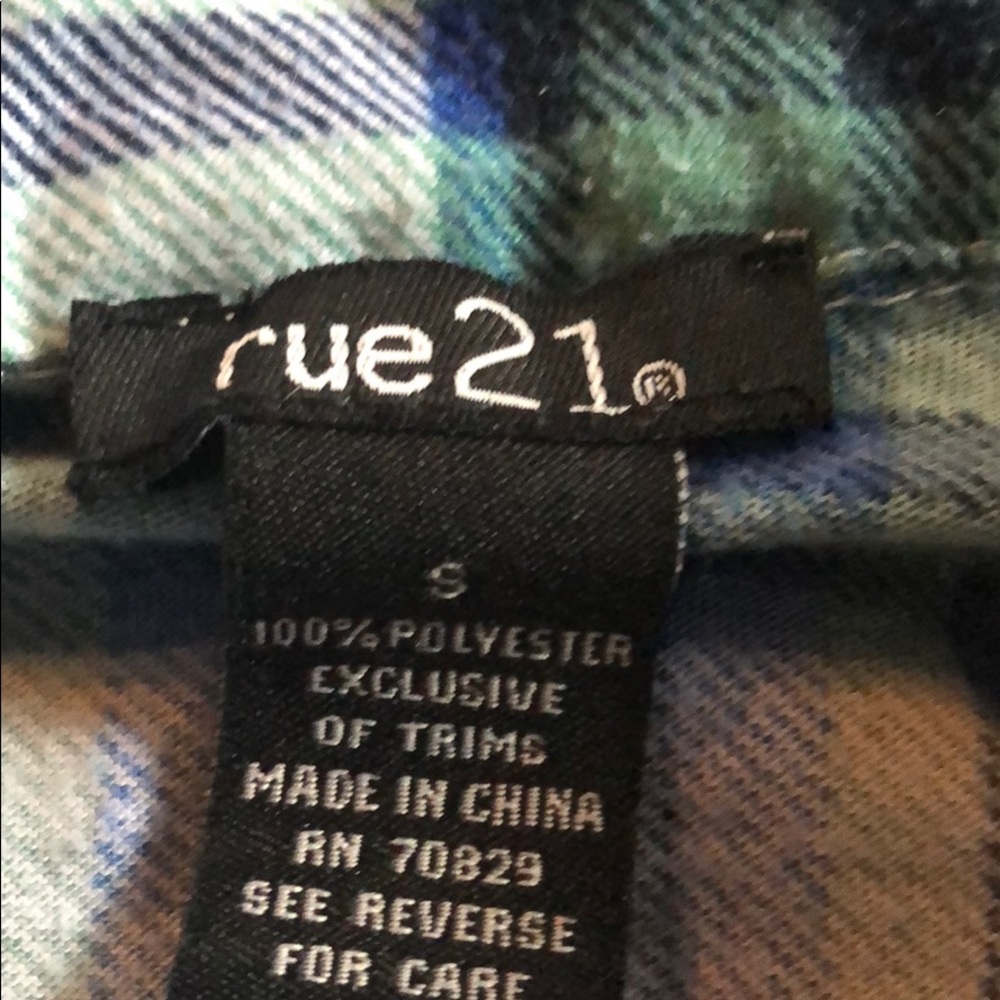 rue21®
S
100% POLYESTER
EXCLUSIVE
OF TRIMS
MADE IN CHINA
RN 70829
SEE REVERSE
FOR CARE